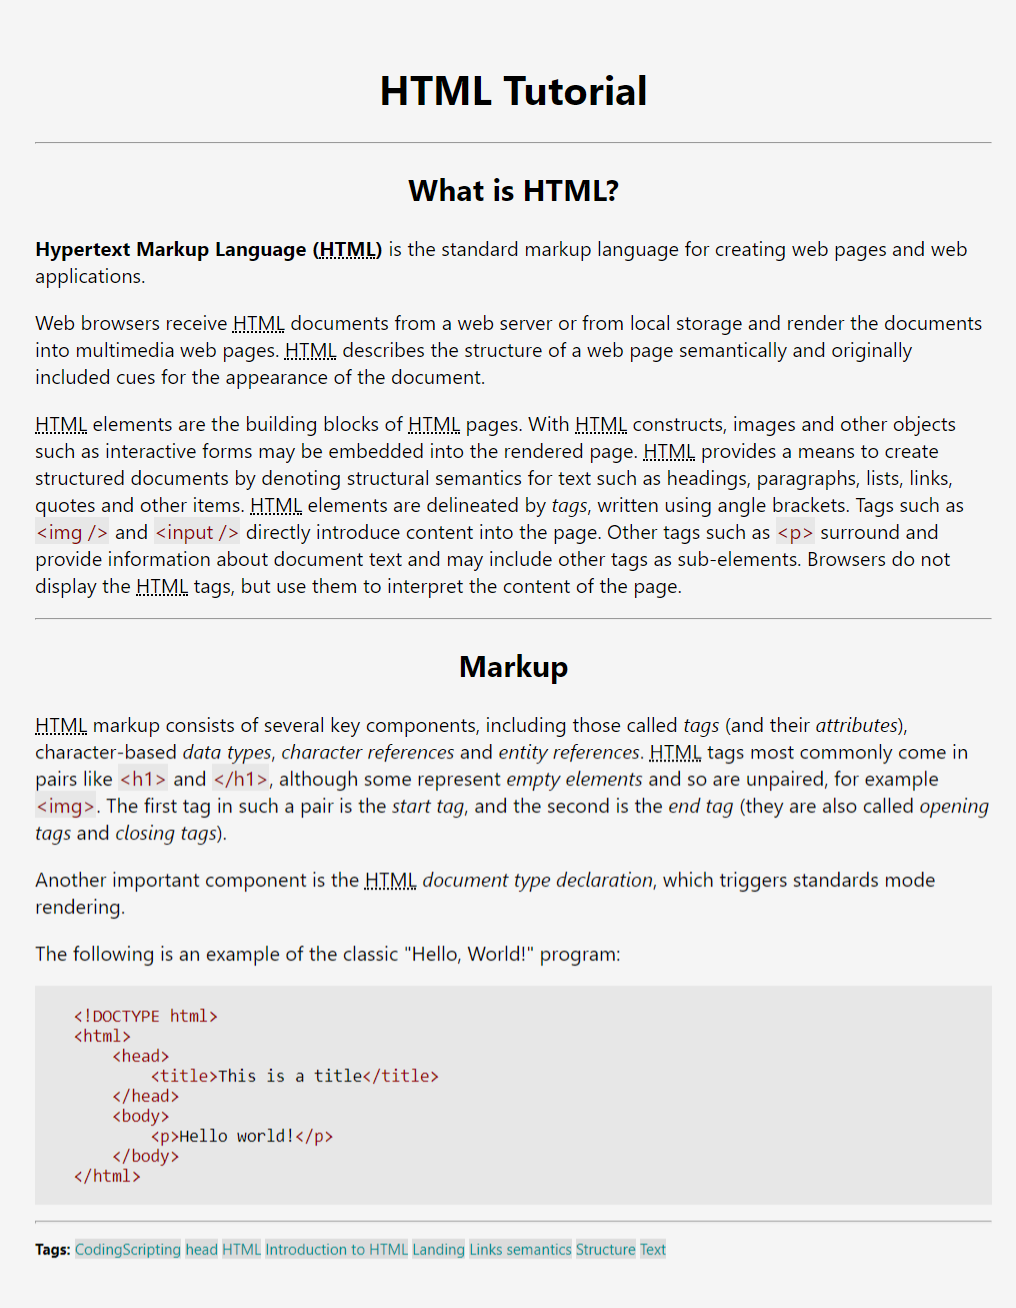 HTML Tutorial
What is HTML?
Hypertext Markup Language (HTML) is the standard markup language for creating web pages and web
applications.
Web browsers receive HTML documents from a web server or from local storage and render the documents
into multimedia web pages. HTML describes the structure of a web page semantically and originally
included cues for the appearance of the document.
HTML elements are the building blocks of HTML pages. With HTML constructs, images and other objects
such as interactive forms may be embedded into the rendered page. HTML provides a means to create
structured documents by denoting structural semantics for text such as headings, paragraphs, lists, links,
quotes and other items. HTML elements are delineated by tags, written using angle brackets. Tags such as
<img /> and <input /> directly introduce content into the page. Other tags such as <p> surround and
provide information about document text and may include other tags as sub-elements. Browsers do not
display the HTML tags, but use them to interpret the content of the page.
Markup
HTML markup consists of several key components, including those called tags (and their attributes),
character-based data types, character references and entity references. HTML tags most commonly come in
pairs like <h1> and </h1>, although some represent empty elements and so are unpaired, for example
<img>. The first tag in such a pair is the start tag, and the second is the end tag (they are also called opening
tags and closing tags).
Another important component is the HTML document type declaration, which triggers standards mode
rendering.
The following is an example of the classic "Hello, World!" program:
<!DOCTYPE html>
<html>
    <head>
        <title>This is a title</title>
    </head>
    <body>
        <p>Hello world!</p>
    </body>
</html>
Tags: CodingScripting head HTML Introduction to HTML Landing Links semantics Structure Text